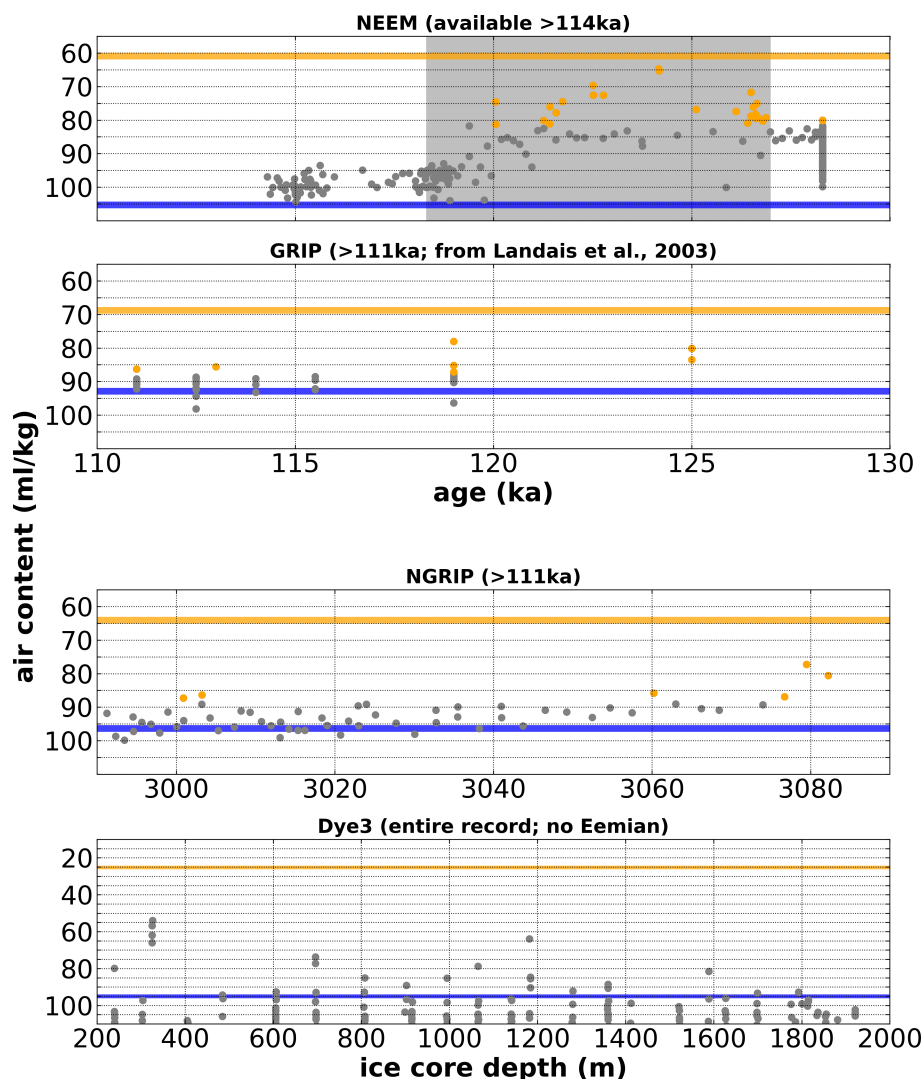 NEEM (available >114ka)
60
70
80
90
100
GRIP (>111ka; from Landais et al., 2003)
60
70
80
90
100
110 115 120 125 130
age (ka)
air content (ml/kg)
NGRIP (>111ka)
60
70
80
90
100
3000 3020 3040 3060 3080
Dye3 (entire record; no Eemian)
20
40
60
80
100
200 400 600 800 1000 1200 1400 1600 1800 2000
ice core depth (m)